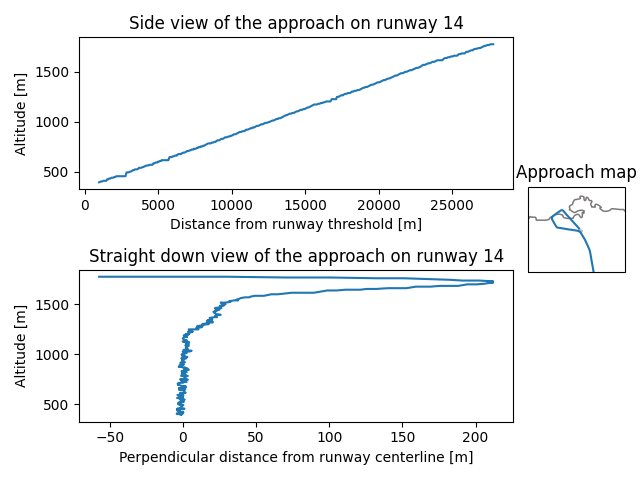 Side view of the approach on runway 14
Altitude [m]
1500
1000
500
0 5000 10000 15000 20000 25000
Distance from runway threshold [m]
Approach map
Straight down view of the approach on runway 14
Altitude [m]
1500
1000
500
−50 0 50 100 150 200
Perpendicular distance from runway centerline [m]